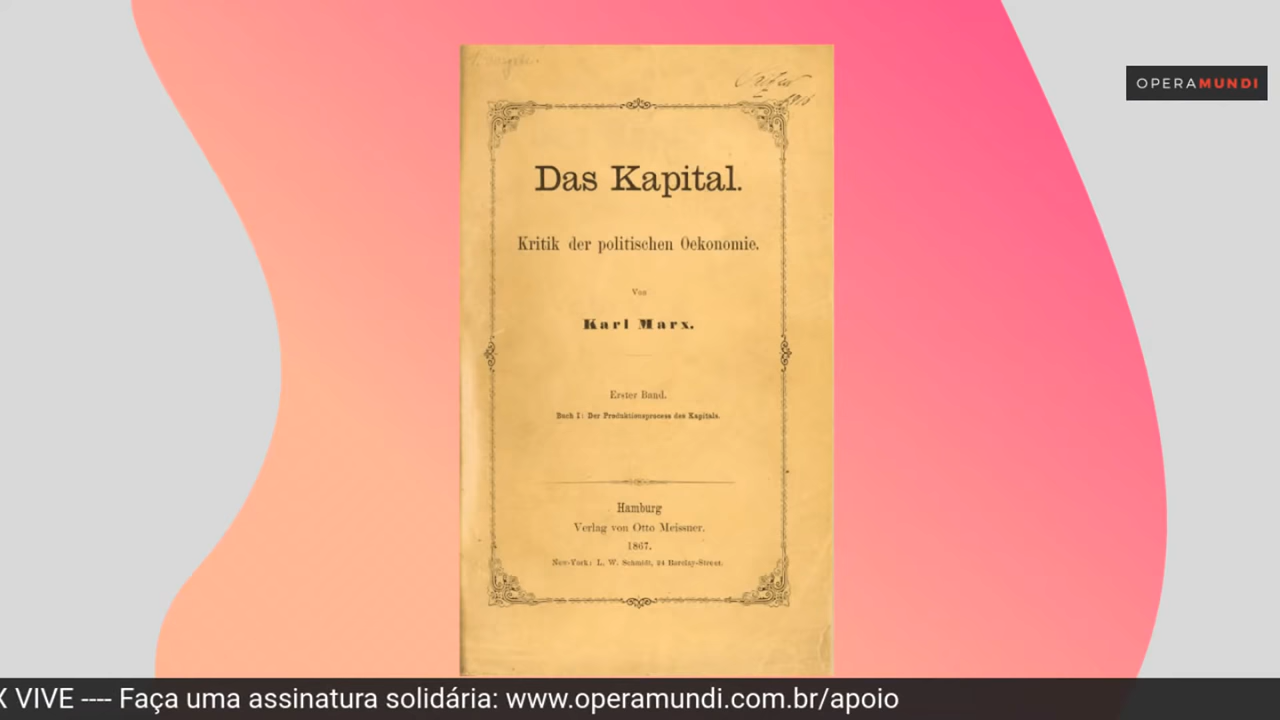 OPERAMUNDI
Das Kapital.
Kritik der politischen Oekonomie.
Von
Karl Marx.
Erster Band.
Buch I: Der Produktionsprocess des Kapitals.
Hamburg
Verlag von Otto Meissner.
1867.
New-York: L. W. Schmidt, 24 Barclay-Street.
X VIVE ---- Faça uma assinatura solidária: www.operamundi.com.br/apoio